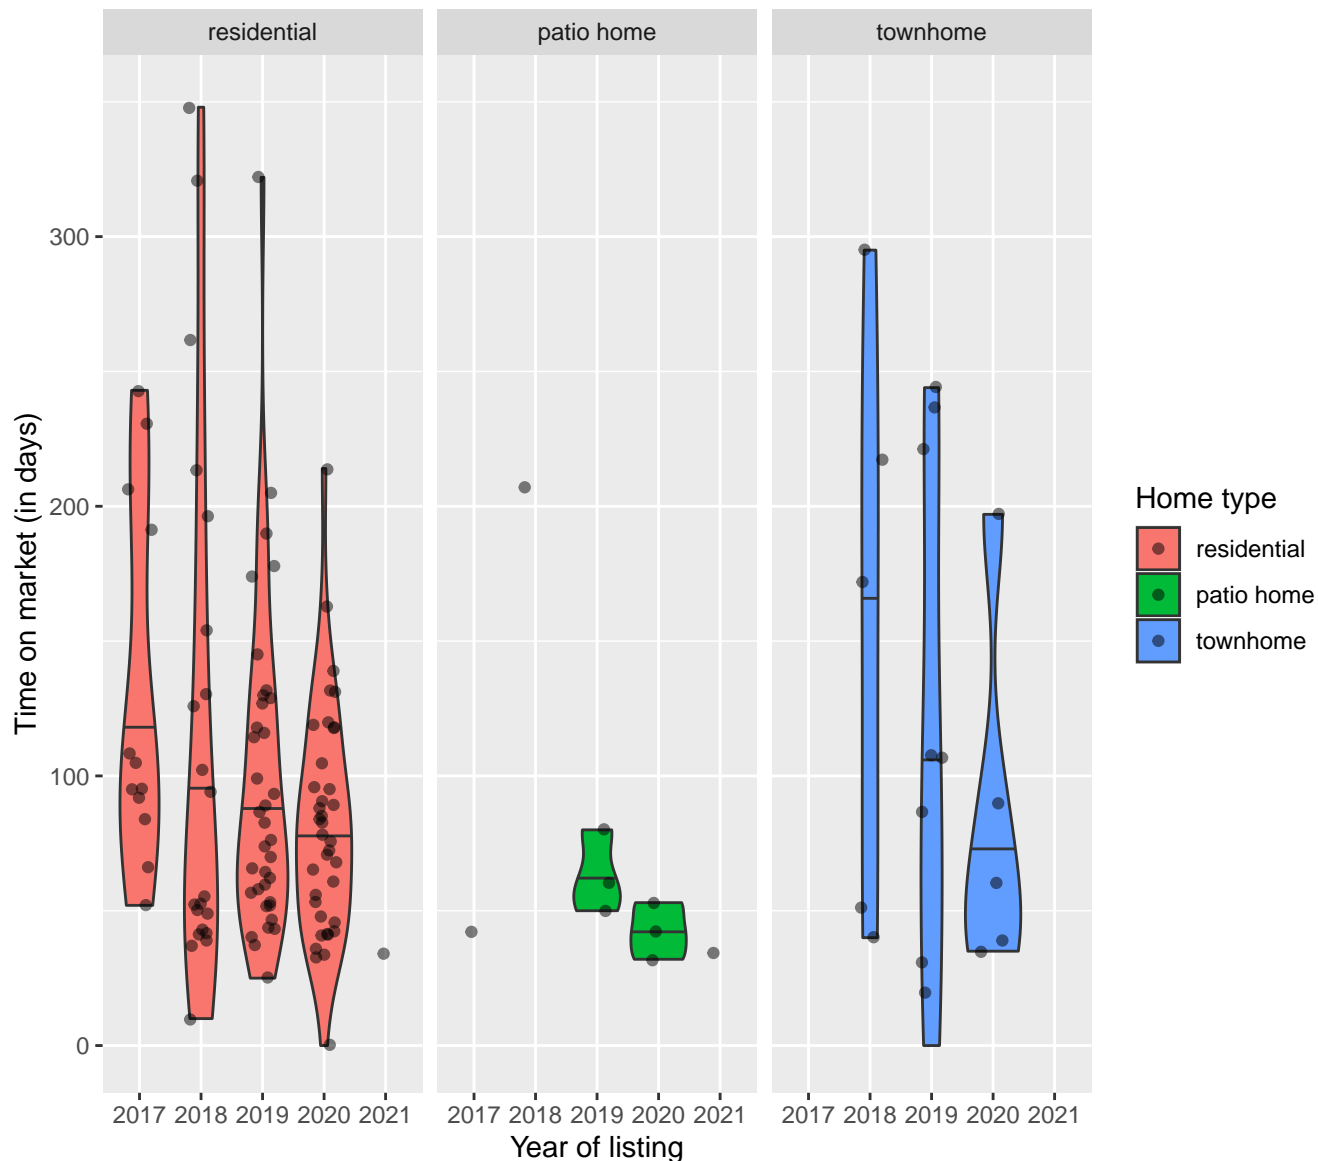 residential patio home townhome
Time on market (in days)
300
200
100
0
2017 2018 2019 2020 2021 2017 2018 2019 2020 2021 2017 2018 2019 2020 2021
Year of listing
Home type
residential
patio home
townhome